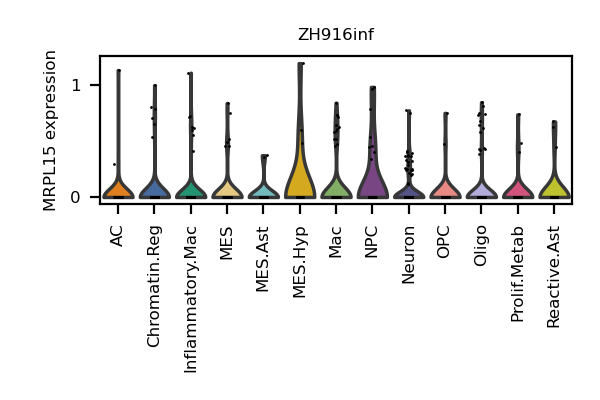 ZH916inf
MRPL15 expression
1
0
AC
Chromatin.Reg
Inflammatory.Mac
MES
MES.Ast
MES.Hyp
Mac
NPC
Neuron
OPC
Oligo
Prolif.Metab
Reactive.Ast